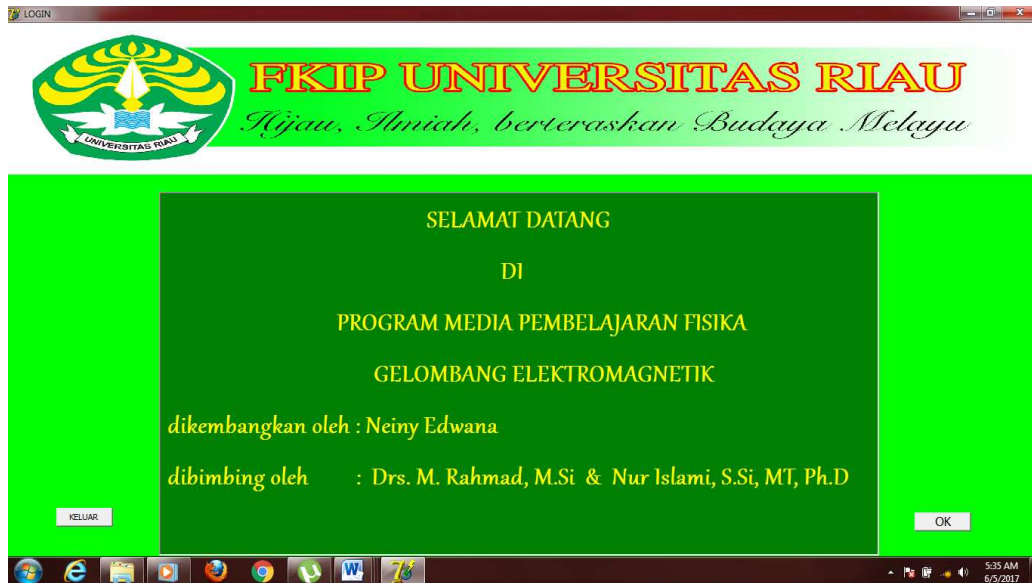 LOGIN
FKIP UNIVERSITAS RIAU
Hijau, Ilmiah, berteraskan Budaya Melayu
UNIVERSITAS RIAU
SELAMAT DATANG
DI
PROGRAM MEDIA PEMBELAJARAN FISIKA
GELOMBANG ELEKTROMAGNETIK
dikembangkan oleh : Neiny Edwana
dibimbing oleh : Drs. M. Rahmad, M.Si & Nur Islami, S.Si, MT, Ph.D
KELUAR
OK
5:35 AM
6/5/2017